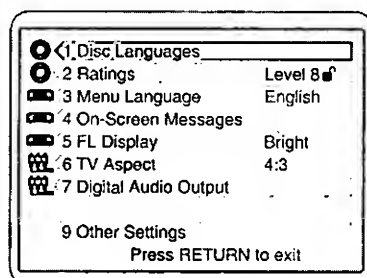 1 Disc Languages
2 Ratings Level 8
3 Menu Language English
4 On-Screen Messages
5 FL Display Bright
6 TV Aspect 4:3
7 Digital Audio Output
9 Other Settings
Press RETURN to exit